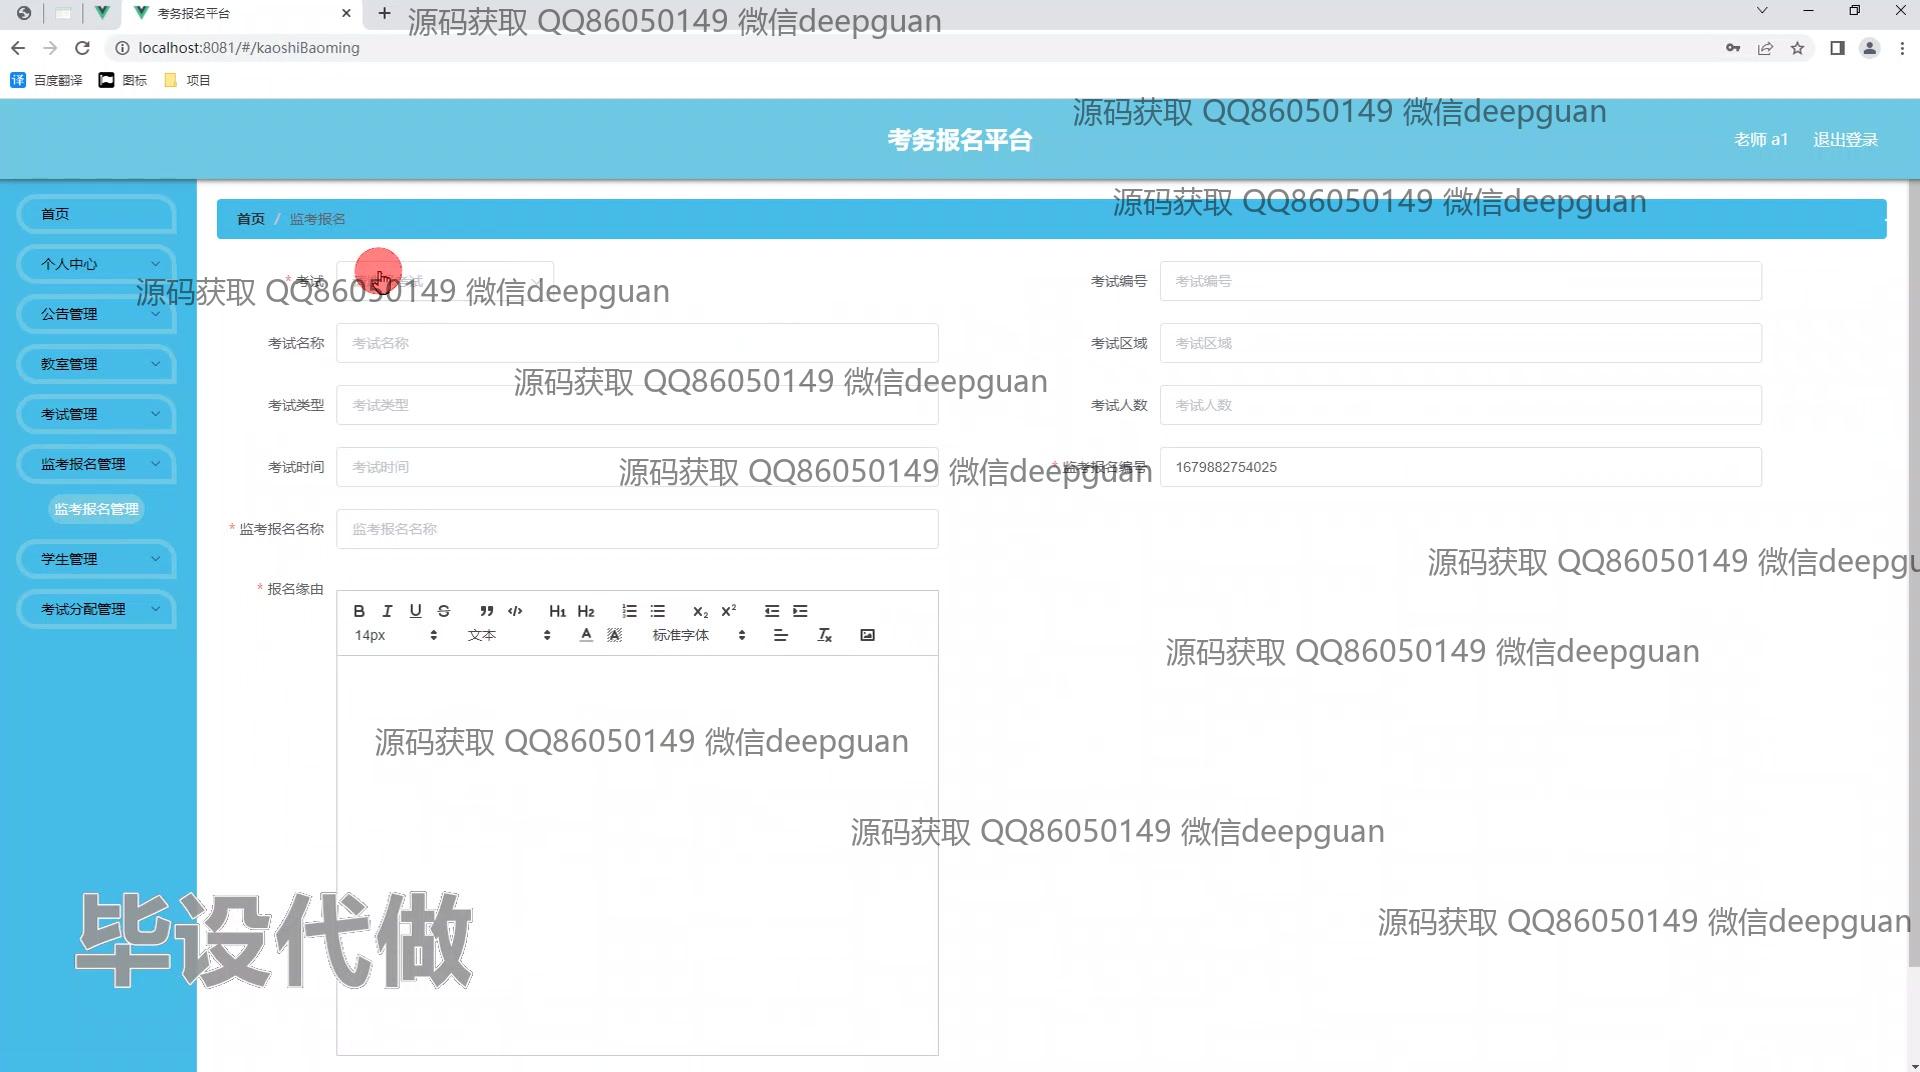 考务报名平台
源码获取 QQ86050149 微信deepguan
localhost:8081/#/kaoshiBaoming
百度翻译 图标 项目
源码获取 QQ86050149 微信deepguan
考务报名平台
老师 a1 退出登录
源码获取 QQ86050149 微信deepguan
首页
首页 / 监考报名
个人中心
* 考试
考试编号 考试编号
源码获取 QQ86050149 微信deepguan
公告管理
考试名称 考试名称
考试区域 考试区域
教室管理
源码获取 QQ86050149 微信deepguan
考试类型 考试类型
考试人数 考试人数
考试管理
监考报名管理
考试时间 考试时间
源码获取 QQ86050149 微信deepguan
* 监考报名编号 1679882754025
监考报名管理
* 监考报名名称 监考报名名称
学生管理
源码获取 QQ86050149 微信deepgu
* 报名缘由
考试分配管理
B I U S H1 H2 X2 X2
14px 文本 A A 标准字体
源码获取 QQ86050149 微信deepguan
源码获取 QQ86050149 微信deepguan
源码获取 QQ86050149 微信deepguan
源码获取 QQ86050149 微信deepguan
毕设代做